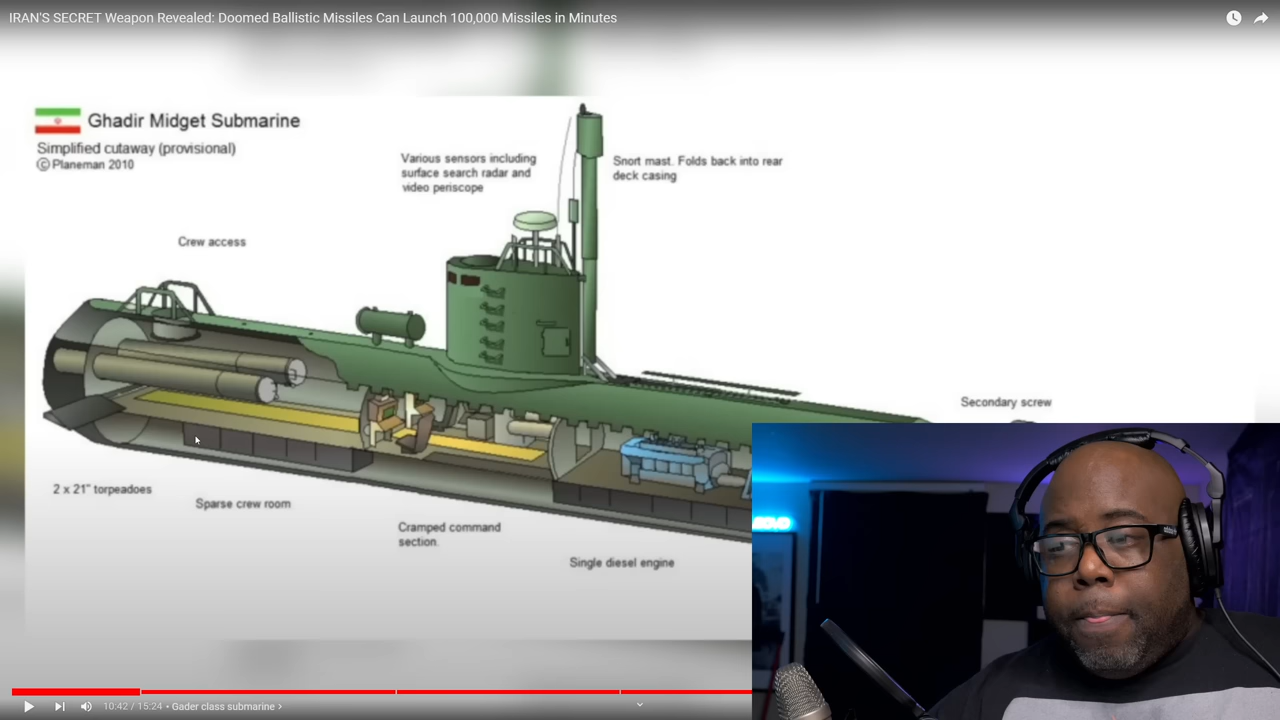 IRAN'S SECRET Weapon Revealed: Doomed Ballistic Missiles Can Launch 100,000 Missiles in Minutes
Ghadir Midget Submarine
Simplified cutaway (provisional)
© Planeman 2010
Various sensors including
surface search radar and
video periscope
Snort mast. Folds back into rear
deck casing
Crew access
Secondary screw
2 x 21" torpeadoes
Sparse crew room
Cramped command
section.
Single diesel engine
10:42 / 15:24 • Gader class submarine >